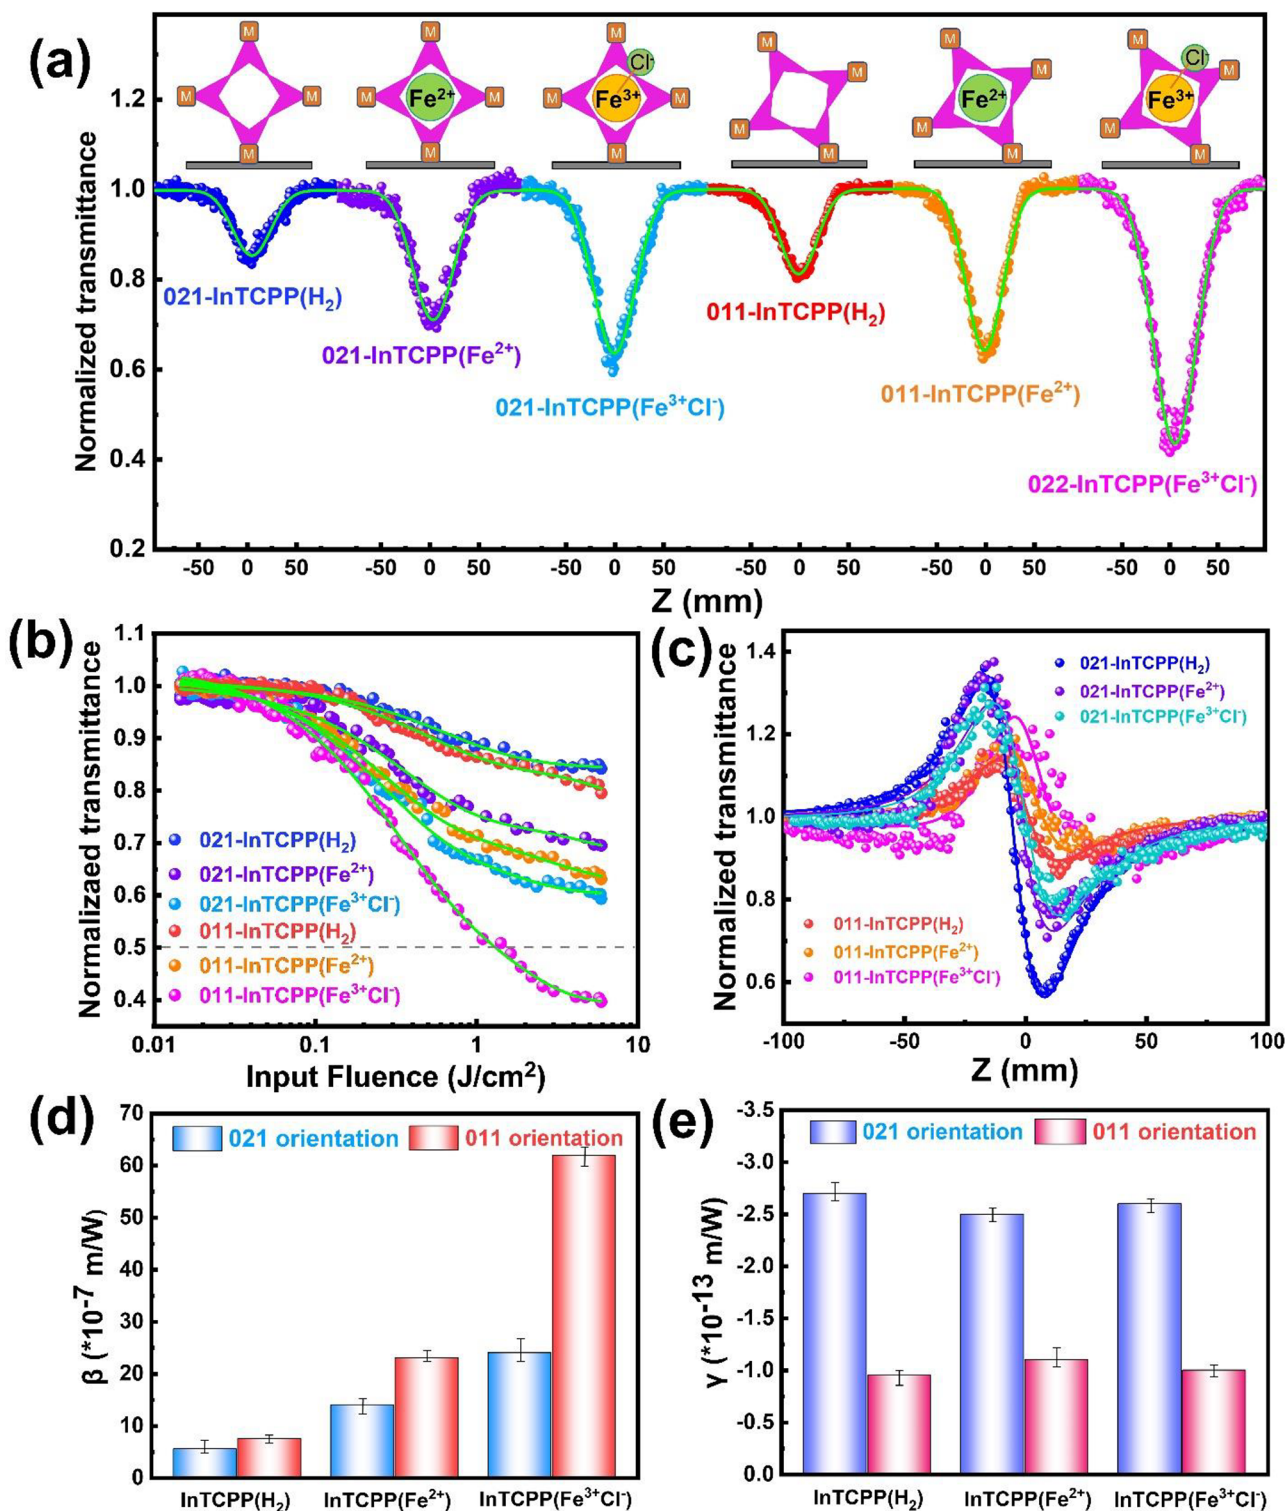 (a)
Normalized transmittance
1.2
1.0
0.8
0.6
0.4
0.2
M M M M
M M M M Fe²⁺
M M M M Fe³⁺ Cl⁻
M M M M
M M M M Fe²⁺
M M M M Fe³⁺ Cl⁻
021-InTCPP(H₂)
021-InTCPP(Fe²⁺)
021-InTCPP(Fe³⁺Cl⁻)
011-InTCPP(H₂)
011-InTCPP(Fe²⁺)
022-InTCPP(Fe³⁺Cl⁻)
-50 0 50 -50 0 50 -50 0 50 -50 0 50 -50 0 50 -50 0 50
Z (mm)
(b)
Normalizaed transmittance
1.1
1.0
0.9
0.8
0.7
0.6
0.5
0.4
021-InTCPP(H₂)
021-InTCPP(Fe²⁺)
021-InTCPP(Fe³⁺Cl⁻)
011-InTCPP(H₂)
011-InTCPP(Fe²⁺)
011-InTCPP(Fe³⁺Cl⁻)
0.01 0.1 1 10
Input Fluence (J/cm²)
(c)
Normalized transmittance
1.4
1.2
1.0
0.8
0.6
021-InTCPP(H₂)
021-InTCPP(Fe²⁺)
021-InTCPP(Fe³⁺Cl⁻)
011-InTCPP(H₂)
011-InTCPP(Fe²⁺)
011-InTCPP(Fe³⁺Cl⁻)
-100 -50 0 50 100
Z (mm)
(d)
β (*10⁻⁷ m/W)
70
60
50
40
30
20
10
0
021 orientation 011 orientation
InTCPP(H₂) InTCPP(Fe²⁺) InTCPP(Fe³⁺Cl⁻)
(e)
γ (*10⁻¹³ m/W)
-3.5
-3.0
-2.5
-2.0
-1.5
-1.0
-0.5
0.0
021 orientation 011 orientation
InTCPP(H₂) InTCPP(Fe²⁺) InTCPP(Fe³⁺Cl⁻)